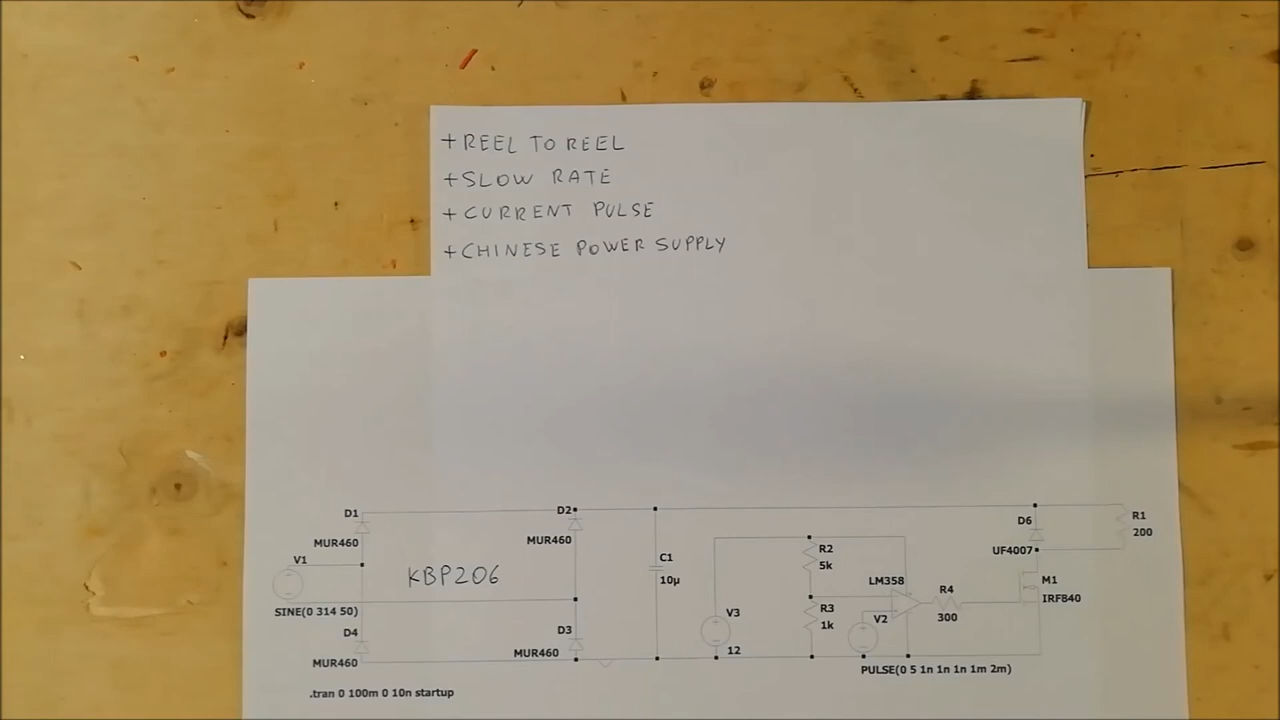 +REEL TO REEL
+SLOW RATE
+CURRENT PULSE
+CHINESE POWER SUPPLY
D1
MUR460
D2
MUR460
V1
SINE(0 314 50)
KBP206
D4
MUR460
D3
MUR460
C1
10µ
V3
12
R2
5k
R3
1k
LM358
V2
PULSE(0 5 1n 1n 1n 1m 2m)
R4
300
D6
UF4007
M1
IRF840
R1
200
.tran 0 100m 0 10n startup